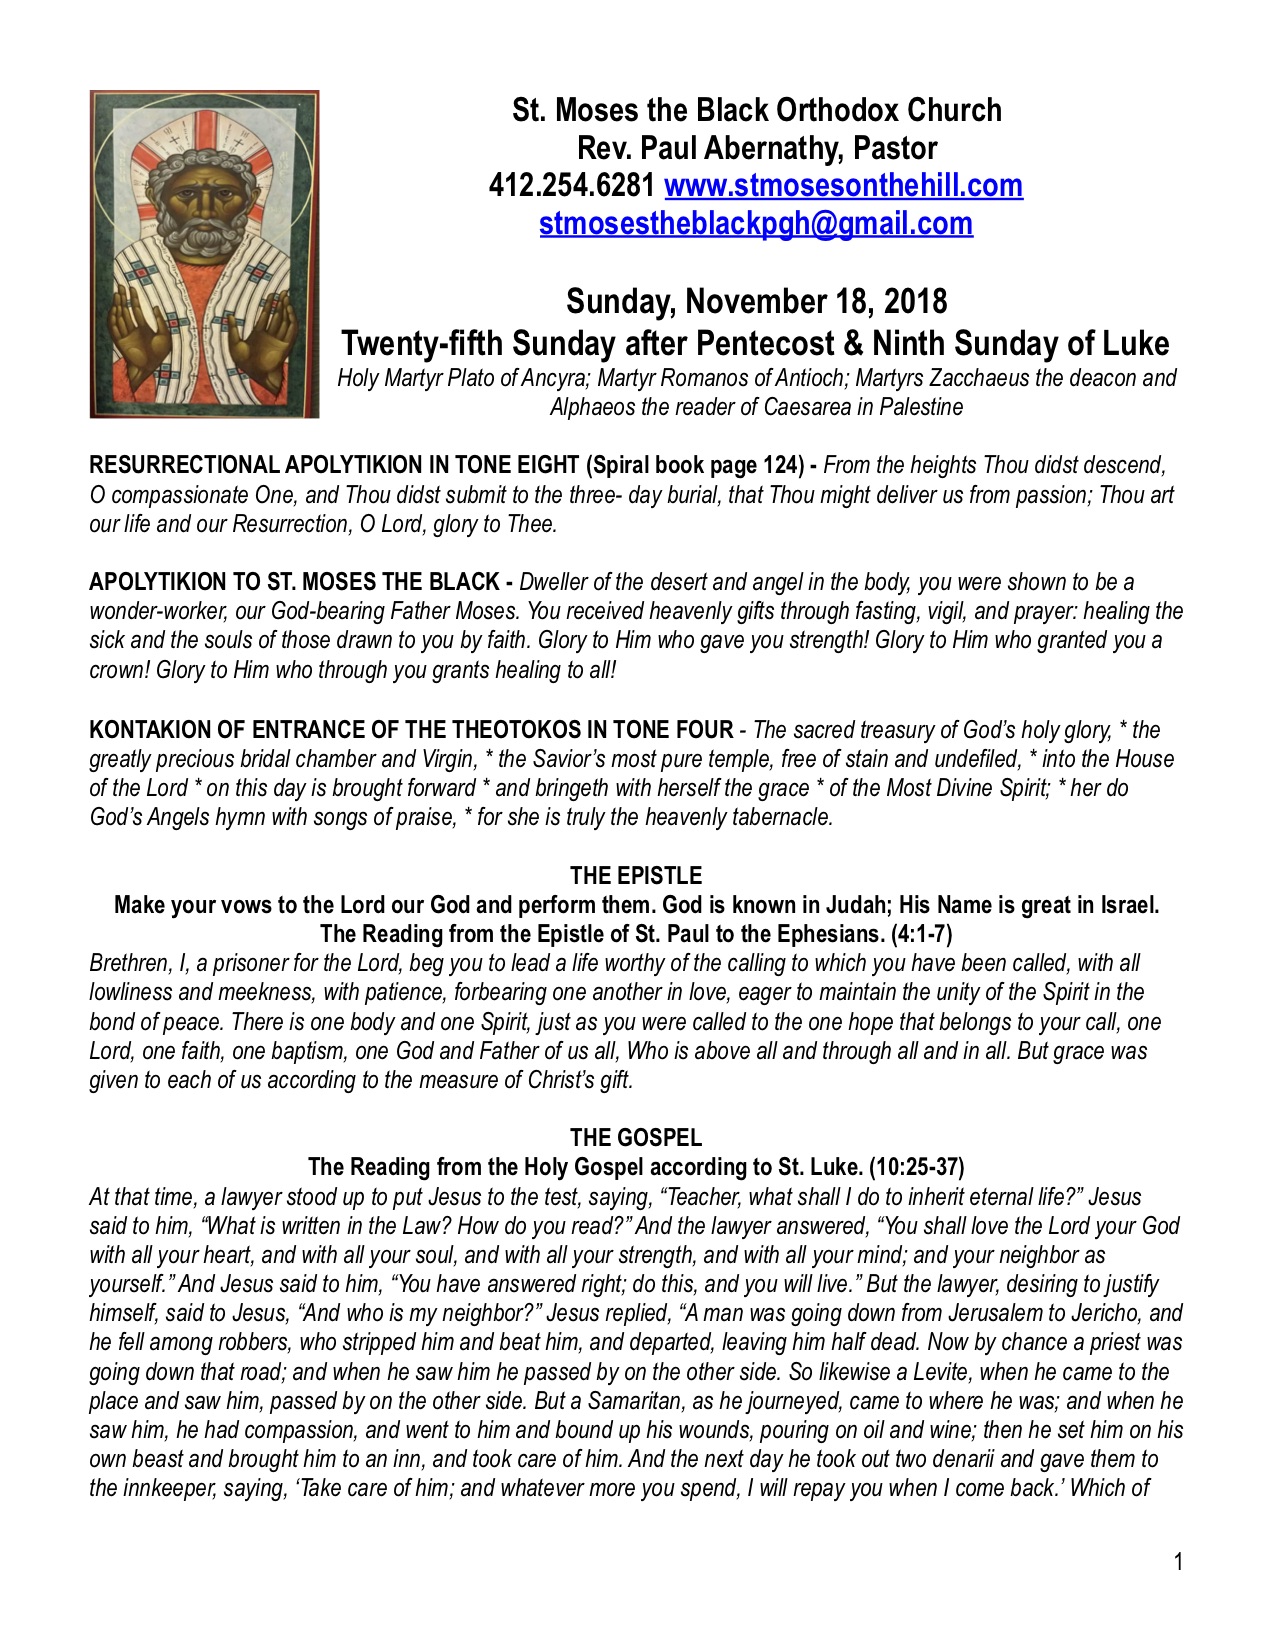 St. Moses the Black Orthodox Church
Rev. Paul Abernathy, Pastor
412.254.6281 www.stmosesonthehill.com
stmosestheblackpgh@gmail.com
Sunday, November 18, 2018
Twenty-fifth Sunday after Pentecost & Ninth Sunday of Luke
Holy Martyr Plato of Ancyra; Martyr Romanos of Antioch; Martyrs Zacchaeus the deacon and
Alphaeos the reader of Caesarea in Palestine
RESURRECTIONAL APOLYTIKION IN TONE EIGHT (Spiral book page 124) - From the heights Thou didst descend,
O compassionate One, and Thou didst submit to the three- day burial, that Thou might deliver us from passion; Thou art
our life and our Resurrection, O Lord, glory to Thee.
APOLYTIKION TO ST. MOSES THE BLACK - Dweller of the desert and angel in the body, you were shown to be a
wonder-worker, our God-bearing Father Moses. You received heavenly gifts through fasting, vigil, and prayer: healing the
sick and the souls of those drawn to you by faith. Glory to Him who gave you strength! Glory to Him who granted you a
crown! Glory to Him who through you grants healing to all!
KONTAKION OF ENTRANCE OF THE THEOTOKOS IN TONE FOUR - The sacred treasury of God’s holy glory, * the
greatly precious bridal chamber and Virgin, * the Savior’s most pure temple, free of stain and undefiled, * into the House
of the Lord * on this day is brought forward * and bringeth with herself the grace * of the Most Divine Spirit; * her do
God’s Angels hymn with songs of praise, * for she is truly the heavenly tabernacle.
THE EPISTLE
Make your vows to the Lord our God and perform them. God is known in Judah; His Name is great in Israel.
The Reading from the Epistle of St. Paul to the Ephesians. (4:1-7)
Brethren, I, a prisoner for the Lord, beg you to lead a life worthy of the calling to which you have been called, with all
lowliness and meekness, with patience, forbearing one another in love, eager to maintain the unity of the Spirit in the
bond of peace. There is one body and one Spirit, just as you were called to the one hope that belongs to your call, one
Lord, one faith, one baptism, one God and Father of us all, Who is above all and through all and in all. But grace was
given to each of us according to the measure of Christ’s gift.
THE GOSPEL
The Reading from the Holy Gospel according to St. Luke. (10:25-37)
At that time, a lawyer stood up to put Jesus to the test, saying, “Teacher, what shall I do to inherit eternal life?” Jesus
said to him, “What is written in the Law? How do you read?” And the lawyer answered, “You shall love the Lord your God
with all your heart, and with all your soul, and with all your strength, and with all your mind; and your neighbor as
yourself.” And Jesus said to him, “You have answered right; do this, and you will live.” But the lawyer, desiring to justify
himself, said to Jesus, “And who is my neighbor?” Jesus replied, “A man was going down from Jerusalem to Jericho, and
he fell among robbers, who stripped him and beat him, and departed, leaving him half dead. Now by chance a priest was
going down that road; and when he saw him he passed by on the other side. So likewise a Levite, when he came to the
place and saw him, passed by on the other side. But a Samaritan, as he journeyed, came to where he was; and when he
saw him, he had compassion, and went to him and bound up his wounds, pouring on oil and wine; then he set him on his
own beast and brought him to an inn, and took care of him. And the next day he took out two denarii and gave them to
the innkeeper, saying, ‘Take care of him; and whatever more you spend, I will repay you when I come back.’ Which of
1